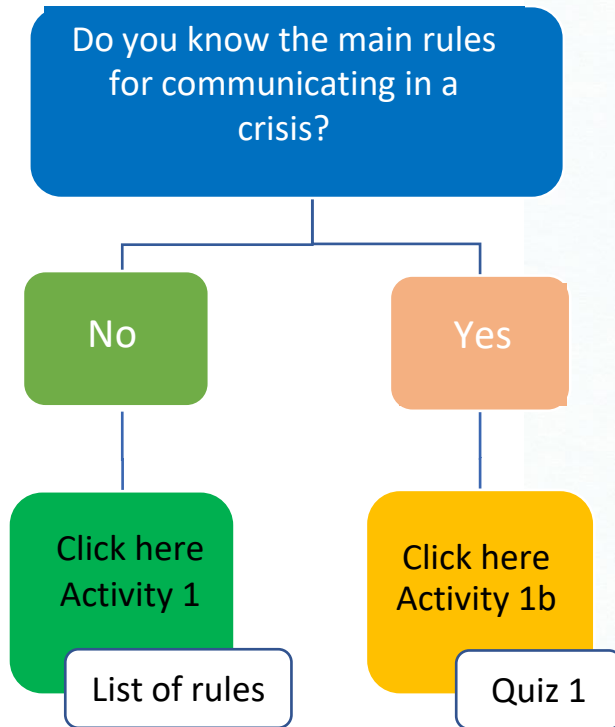 Do you know the main rules
for communicating in a
crisis?
No
Yes
Click here
Activity 1
List of rules
Click here
Activity 1b
Quiz 1